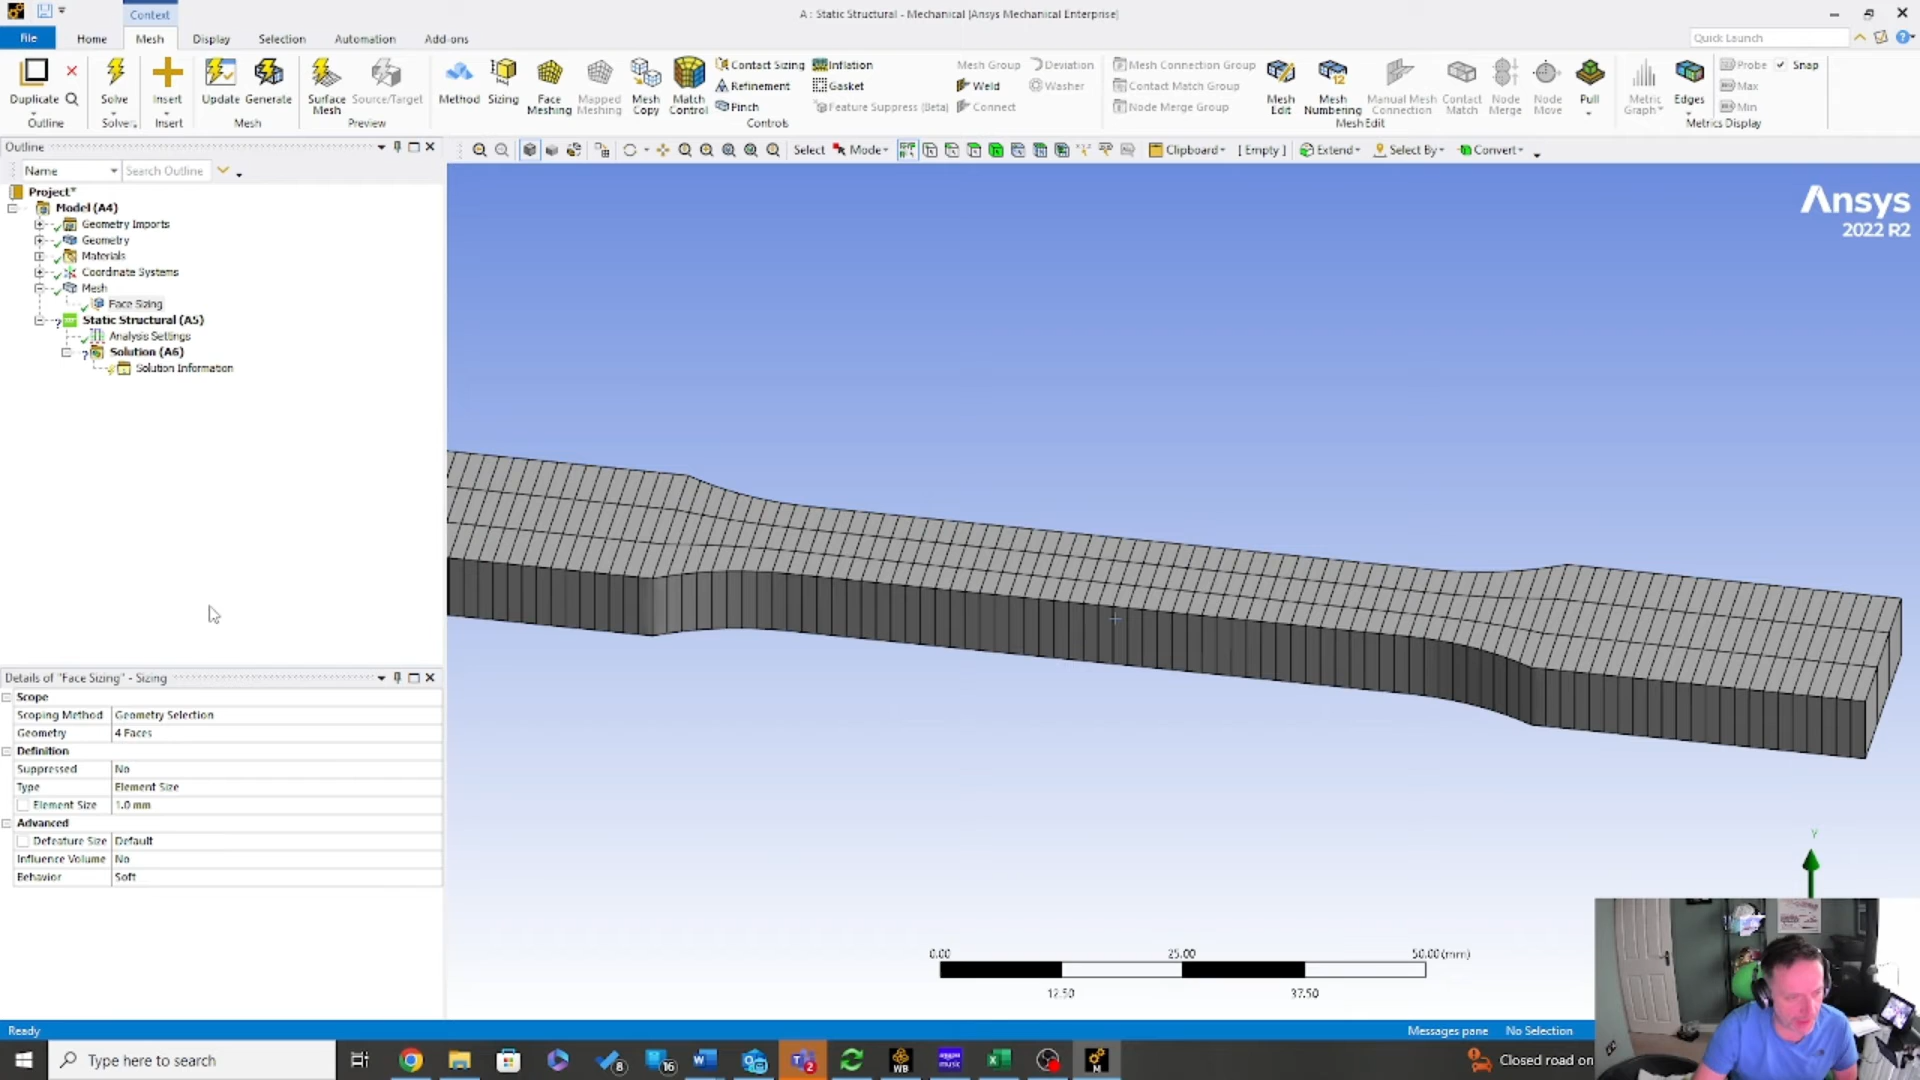 Context
A : Static Structural - Mechanical [Ansys Mechanical Enterprise]
File Home Mesh Display Selection Automation Add-ons
Quick Launch
Duplicate
Outline
Solve
Solve
Insert
Insert
Update Generate
Mesh
Surface Mesh
Source/Target
Preview
Method Sizing Face Meshing Mapped Meshing Mesh Copy Match Control
Contact Sizing
Refinement
Pinch
Inflation
Gasket
Feature Suppress (Beta)
Controls
Mesh Group Deviation
Weld Washer
Connect
Mesh Connection Group
Contact Match Group
Node Merge Group
Mesh Edit
Mesh Numbering
Manual Mesh Connection
Contact Match
Node Merge
Node Move
Pull
Mesh Edit
Metric Graph
Edges
Probe Snap
Max
Min
Metrics Display
Outline
Name Search Outline
Select Mode Clipboard [ Empty ] Extend Select By Convert
Project*
Model (A4)
Geometry Imports
Geometry
Materials
Coordinate Systems
Mesh
Face Sizing
Static Structural (A5)
Analysis Settings
Solution (A6)
Solution Information
Ansys
2022 R2
Details of "Face Sizing" - Sizing
Scope
Scoping Method Geometry Selection
Geometry 4 Faces
Definition
Suppressed No
Type Element Size
Element Size 1.0 mm
Advanced
Defeature Size Default
Influence Volume No
Behavior Soft
Y
0.00 25.00 50.00 (mm)
12.50 37.50
Ready Messages pane No Selection
Type here to search
8
16
2
WB
amazon music
M
Closed road on